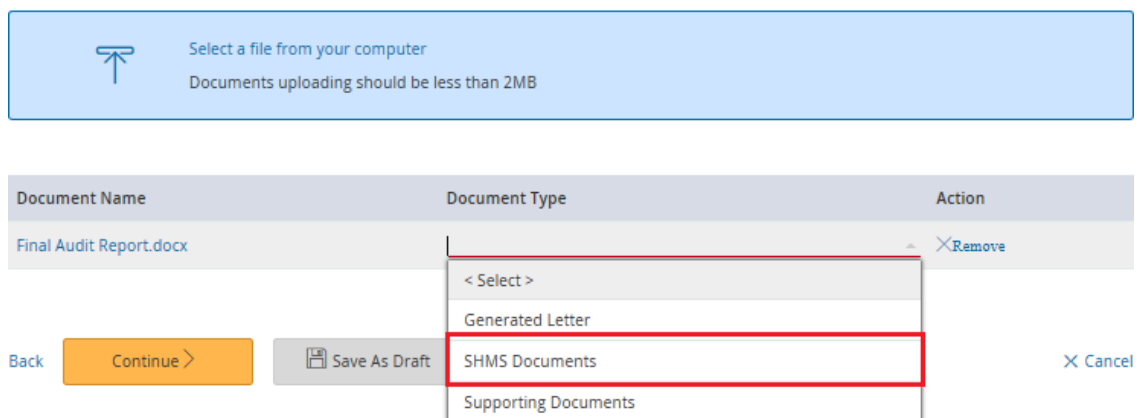 Select a file from your computer
Documents uploading should be less than 2MB
Document Name Document Type Action
Final Audit Report.docx Remove
< Select >
Generated Letter
Back Continue Save As Draft SHMS Documents Cancel
Supporting Documents